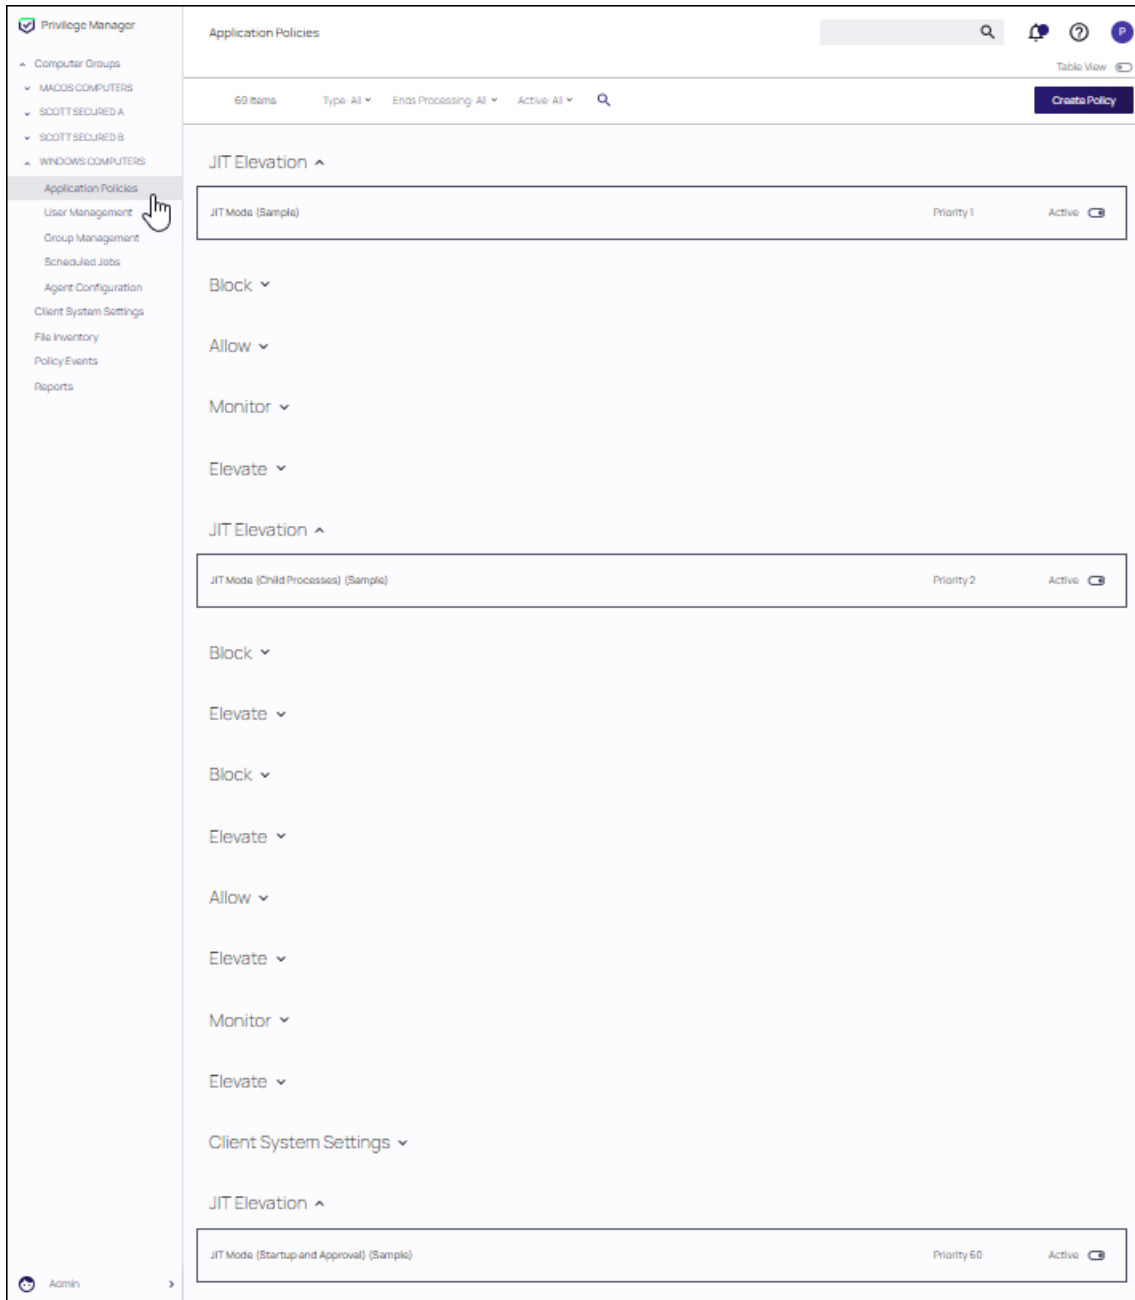 Privilege Manager
Application Policies
P
Table View
Computer Groups
MACOS COMPUTERS
SCOTT SECURED A
SCOTT SECURED B
WINDOWS COMPUTERS
Application Policies
User Management
Group Management
Scheduled Jobs
Agent Configuration
Client System Settings
File Inventory
Policy Events
Reports
Admin
69 Items Type: All Ends Processing: All Active: All
Create Policy
JIT Elevation
JIT Mode (Sample) Priority 1 Active
Block
Allow
Monitor
Elevate
JIT Elevation
JIT Mode (Child Processes) (Sample) Priority 2 Active
Block
Elevate
Block
Elevate
Allow
Elevate
Monitor
Elevate
Client System Settings
JIT Elevation
JIT Mode (Startup and Approval) (Sample) Priority 60 Active